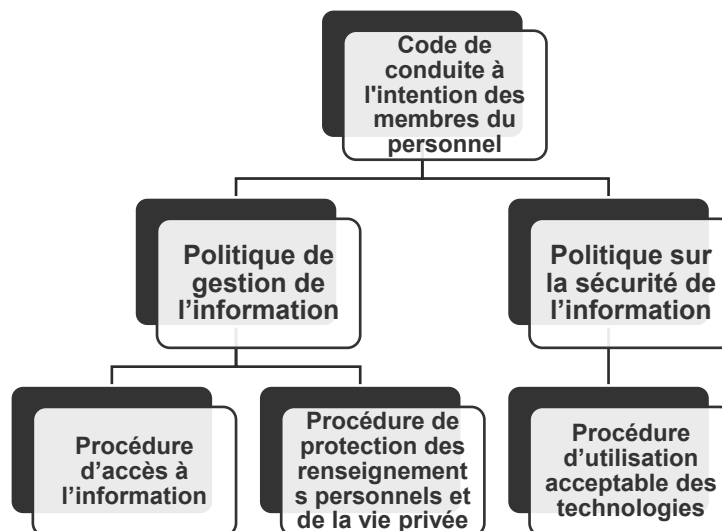 Code de
conduite à
l'intention des
membres du
personnel
Politique de
gestion de
l’information
Politique sur
la sécurité de
l’information
Procédure
d’accès à
l’information
Procédure de
protection des
renseignement
s personnels et
de la vie privée
Procédure
d’utilisation
acceptable des
technologies